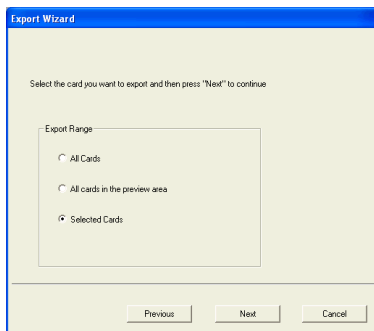 Export Wizard
Select the card you want to export and then press "Next" to continue
Export Range
All Cards
All cards in the preview area
Selected Cards
Previous Next Cancel